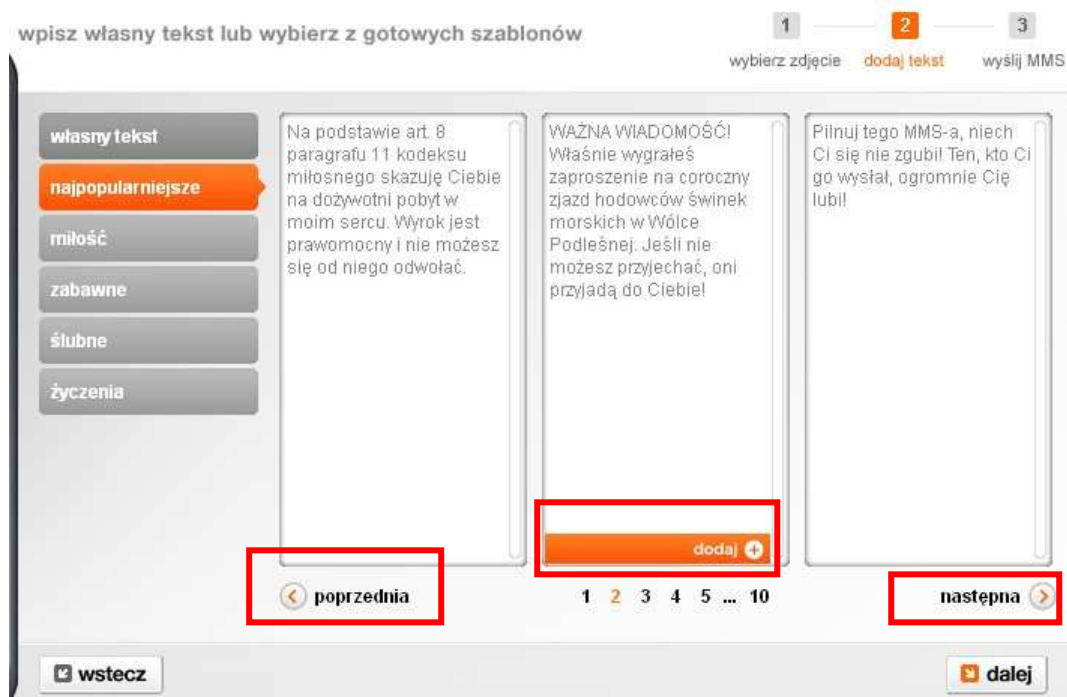 wpisz własny tekst lub wybierz z gotowych szablonów
1 2 3
wybierz zdjęcie dodaj tekst wyślij MMS
własny tekst
najpopularniejsze
miłość
zabawne
ślubne
życzenia
Na podstawie art. 8
paragrafu 11 kodeksu
miłosnego skazuję Ciebie
na dożywotni pobyt w
moim sercu. Wyrok jest
prawomocny i nie możesz
się od niego odwołać.
WAŻNA WIADOMOŚĆ!
Właśnie wygrałeś
zaproszenie na coroczny
zjazd hodowców świnek
morskich w Wólce
Podleśnej. Jeśli nie
możesz przyjechać, oni
przyjadą do Ciebie!
dodaj
Pilnuj tego MMS-a, niech
Ci się nie zgubi! Ten, kto Ci
go wysłał, ogromnie Cię
lubi!
poprzednia
1 2 3 4 5 ... 10
następna
wstecz
dalej